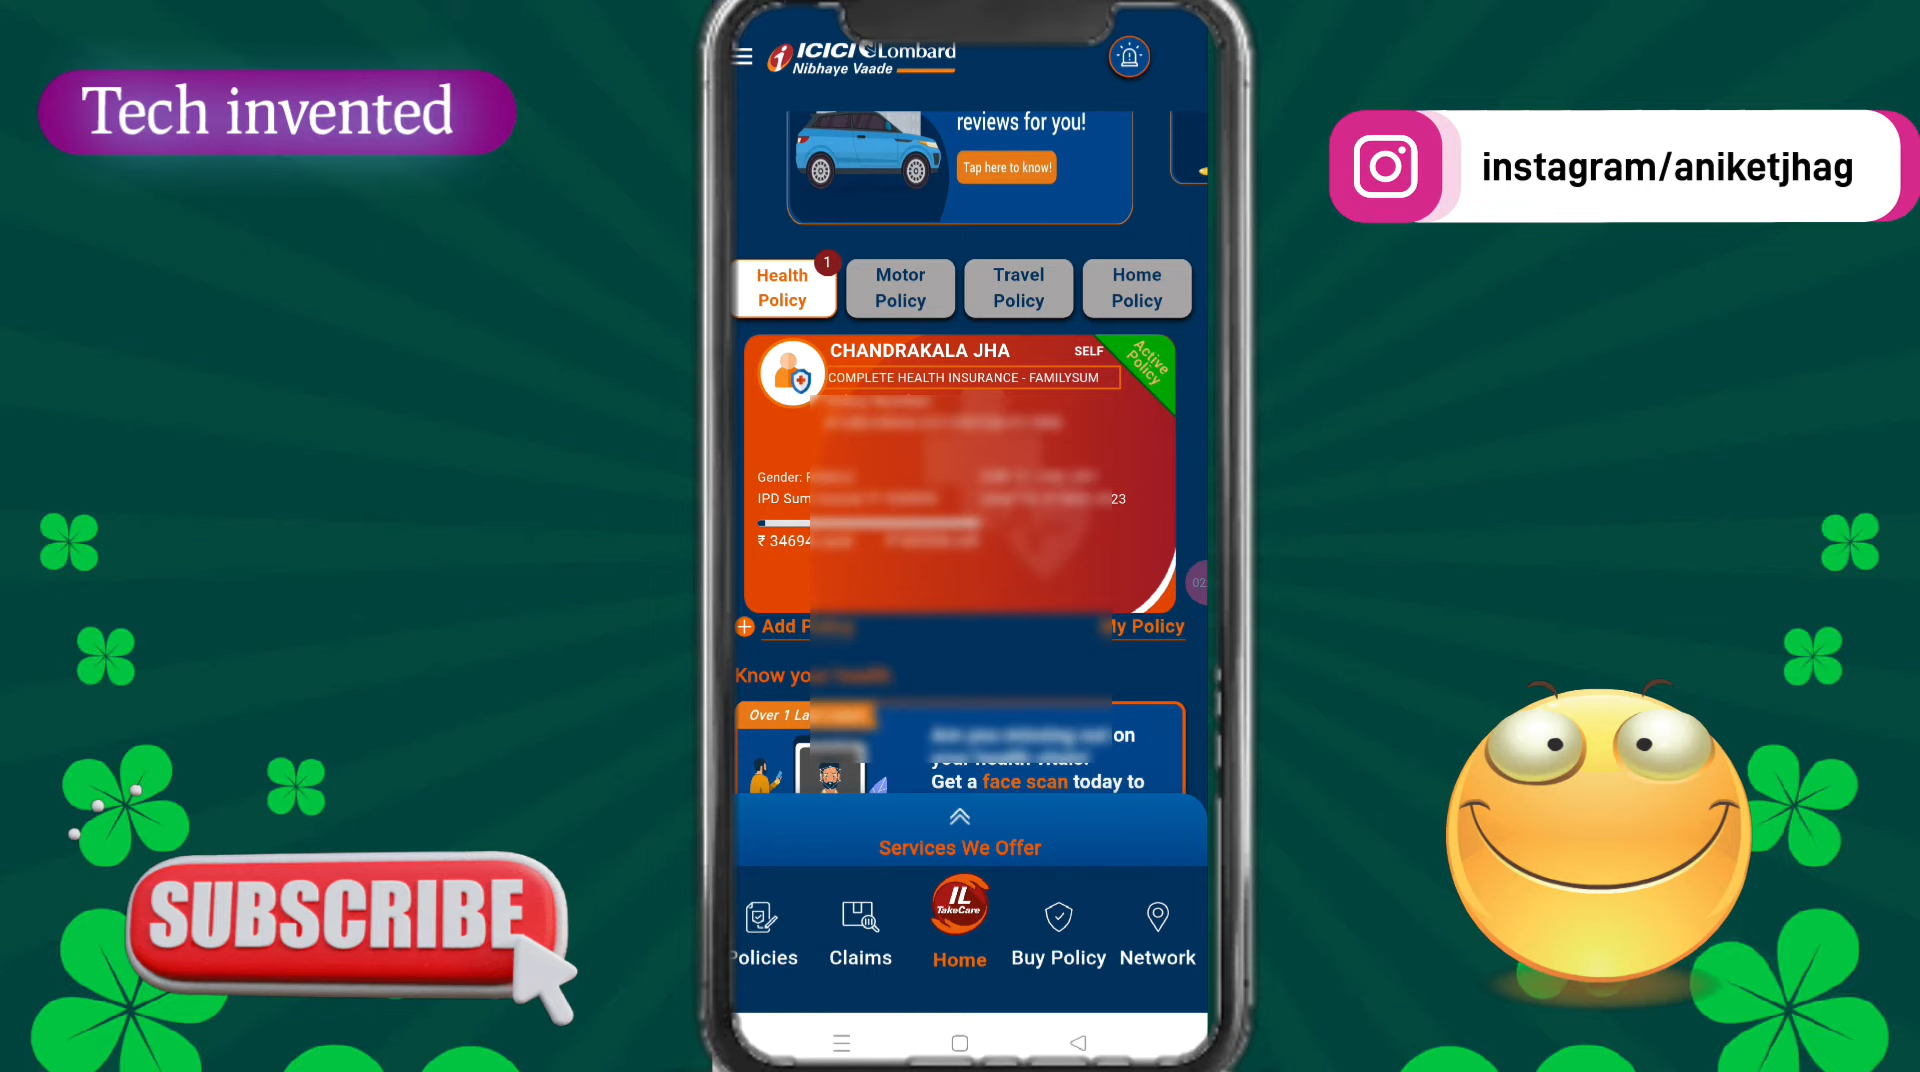 Tech invented
ICICI Lombard
Nibhaye Vaade
reviews for you!
Tap here to know!
instagram/aniketjhag
Health
Policy
1
Motor
Policy
Travel
Policy
Home
Policy
CHANDRAKALA JHA
SELF
Active
Policy
COMPLETE HEALTH INSURANCE - FAMILYSUM
Gender:
IPD Sum
23
₹ 34694
02
Add
My Policy
Know
Over 1
on
Get a face scan today to
Services We Offer
SUBSCRIBE
IL
TakeCare
Policies
Claims
Home
Buy Policy
Network